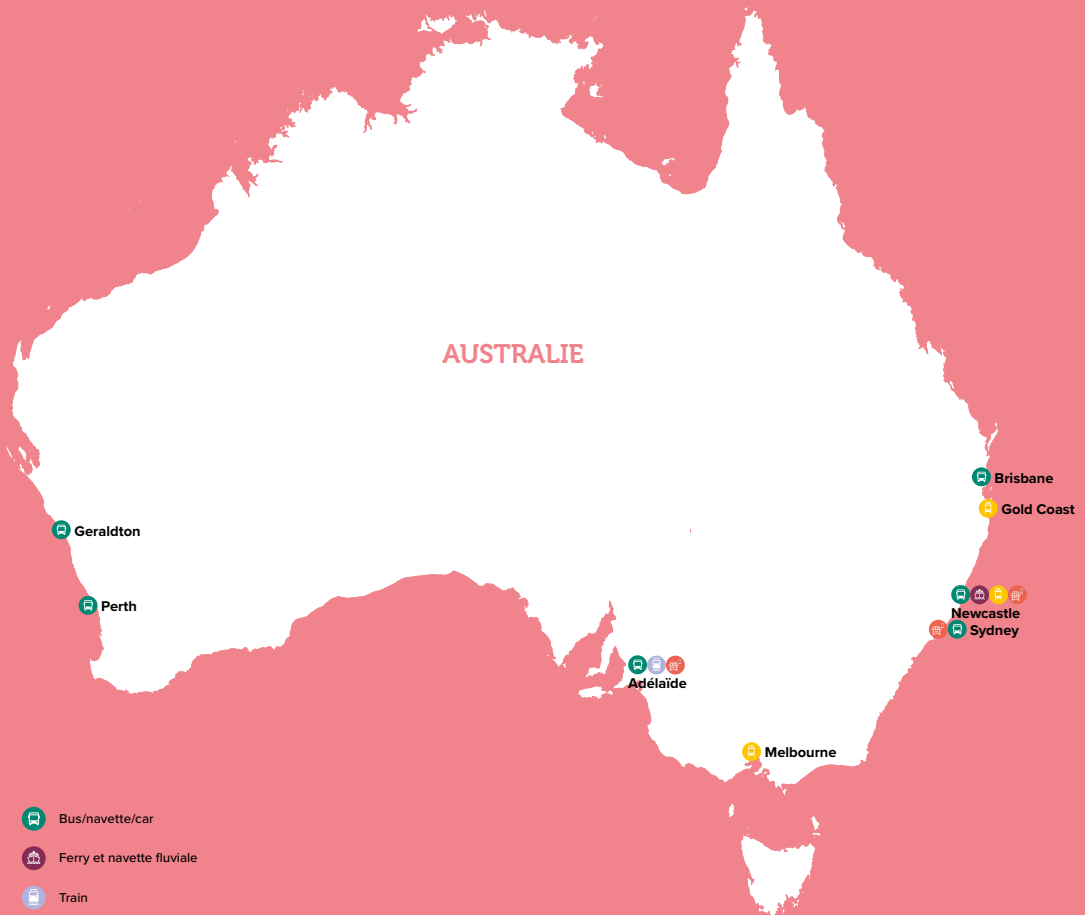 AUSTRALIE
Brisbane
Gold Coast
Geraldton
Perth
Newcastle
Sydney
Adélaïde
Melbourne
Bus/navette/car
Ferry et navette fluviale
Train